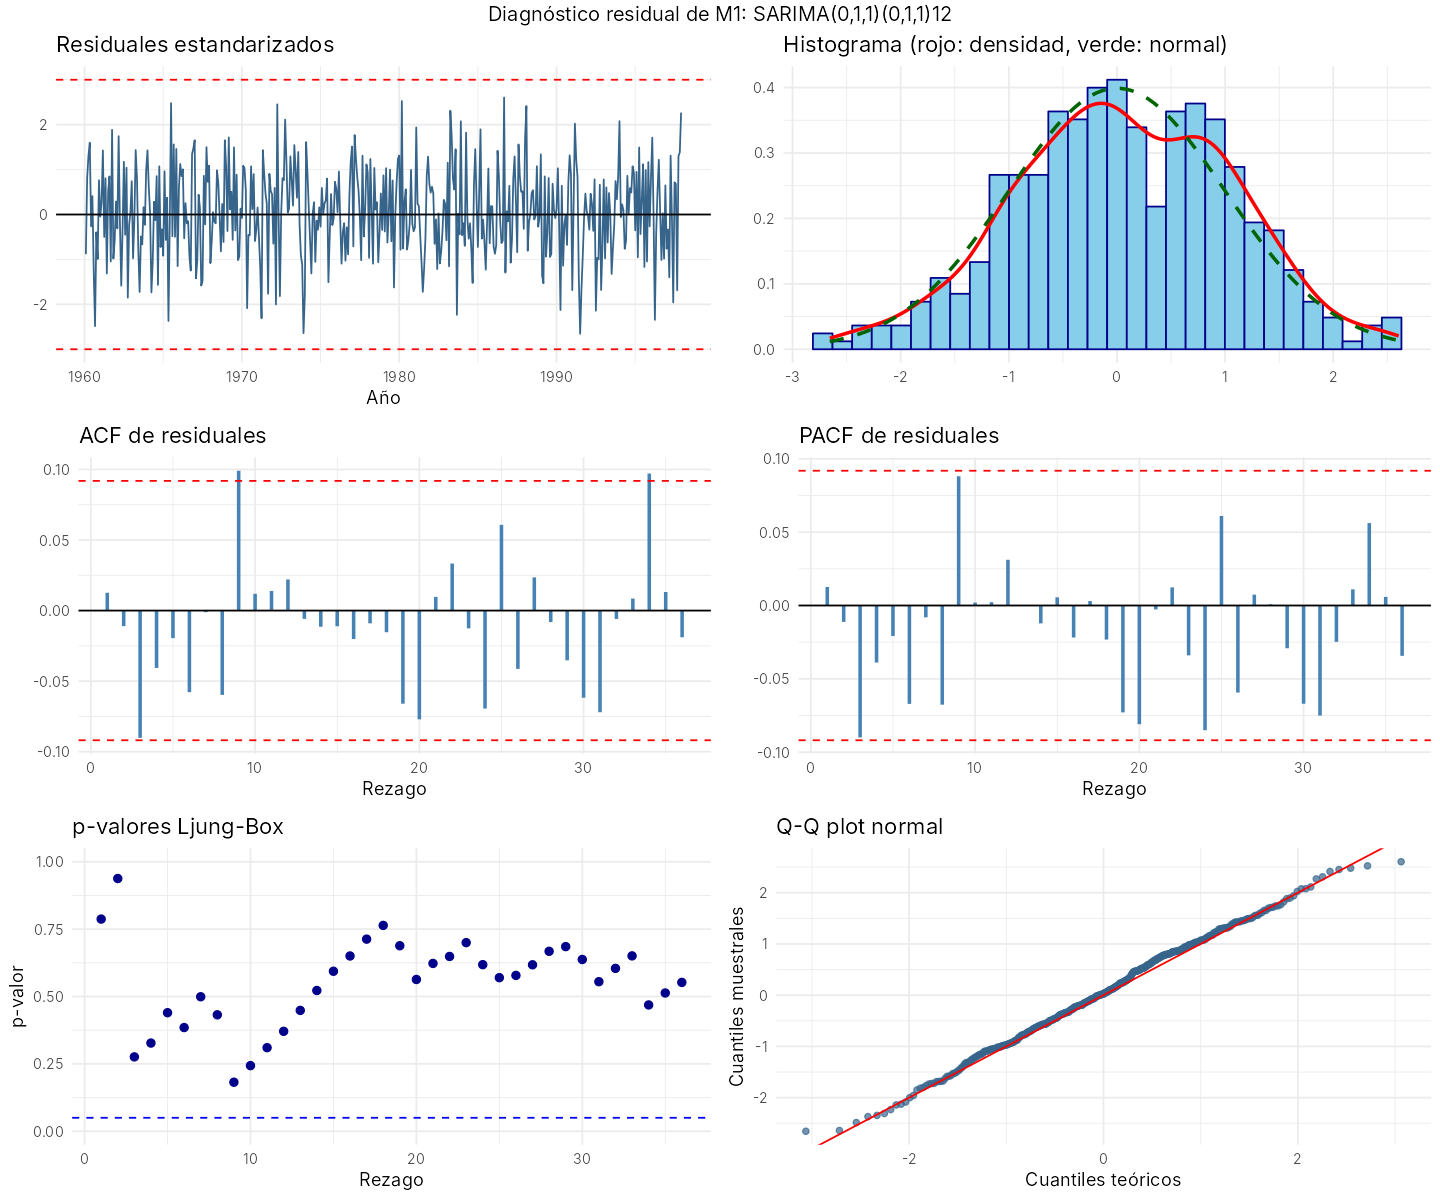 Diagnóstico residual de M1: SARIMA(0,1,1)(0,1,1)12
Residuales estandarizados
2
0
-2
1960 1970 1980 1990
Año
Histograma (rojo: densidad, verde: normal)
0.4
0.3
0.2
0.1
0.0
-3 -2 -1 0 1 2
ACF de residuales
0.10
0.05
0.00
-0.05
-0.10
0 10 20 30
Rezago
PACF de residuales
0.10
0.05
0.00
-0.05
-0.10
0 10 20 30
Rezago
p-valores Ljung-Box
p-valor
1.00
0.75
0.50
0.25
0.00
0 10 20 30
Rezago
Q-Q plot normal
Cuantiles muestrales
2
1
0
-1
-2
-2 0 2
Cuantiles teóricos